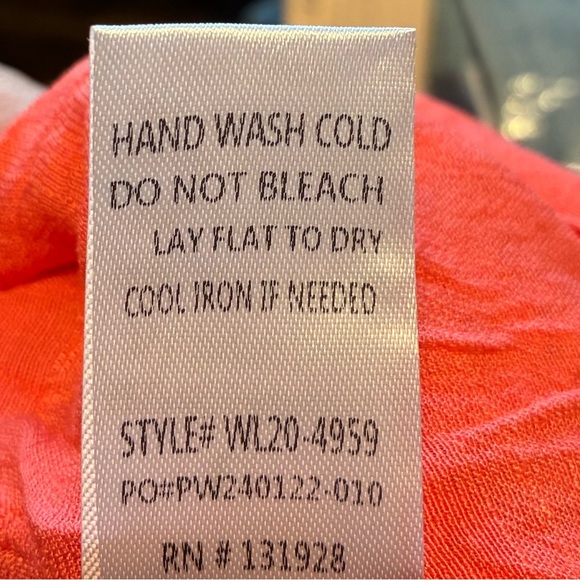 HAND WASH COLD
DO NOT BLEACH
LAY FLAT TO DRY
COOL IRON IF NEEDED
STYLE# WL20-4959
PO#PW240122-010
RN # 131928